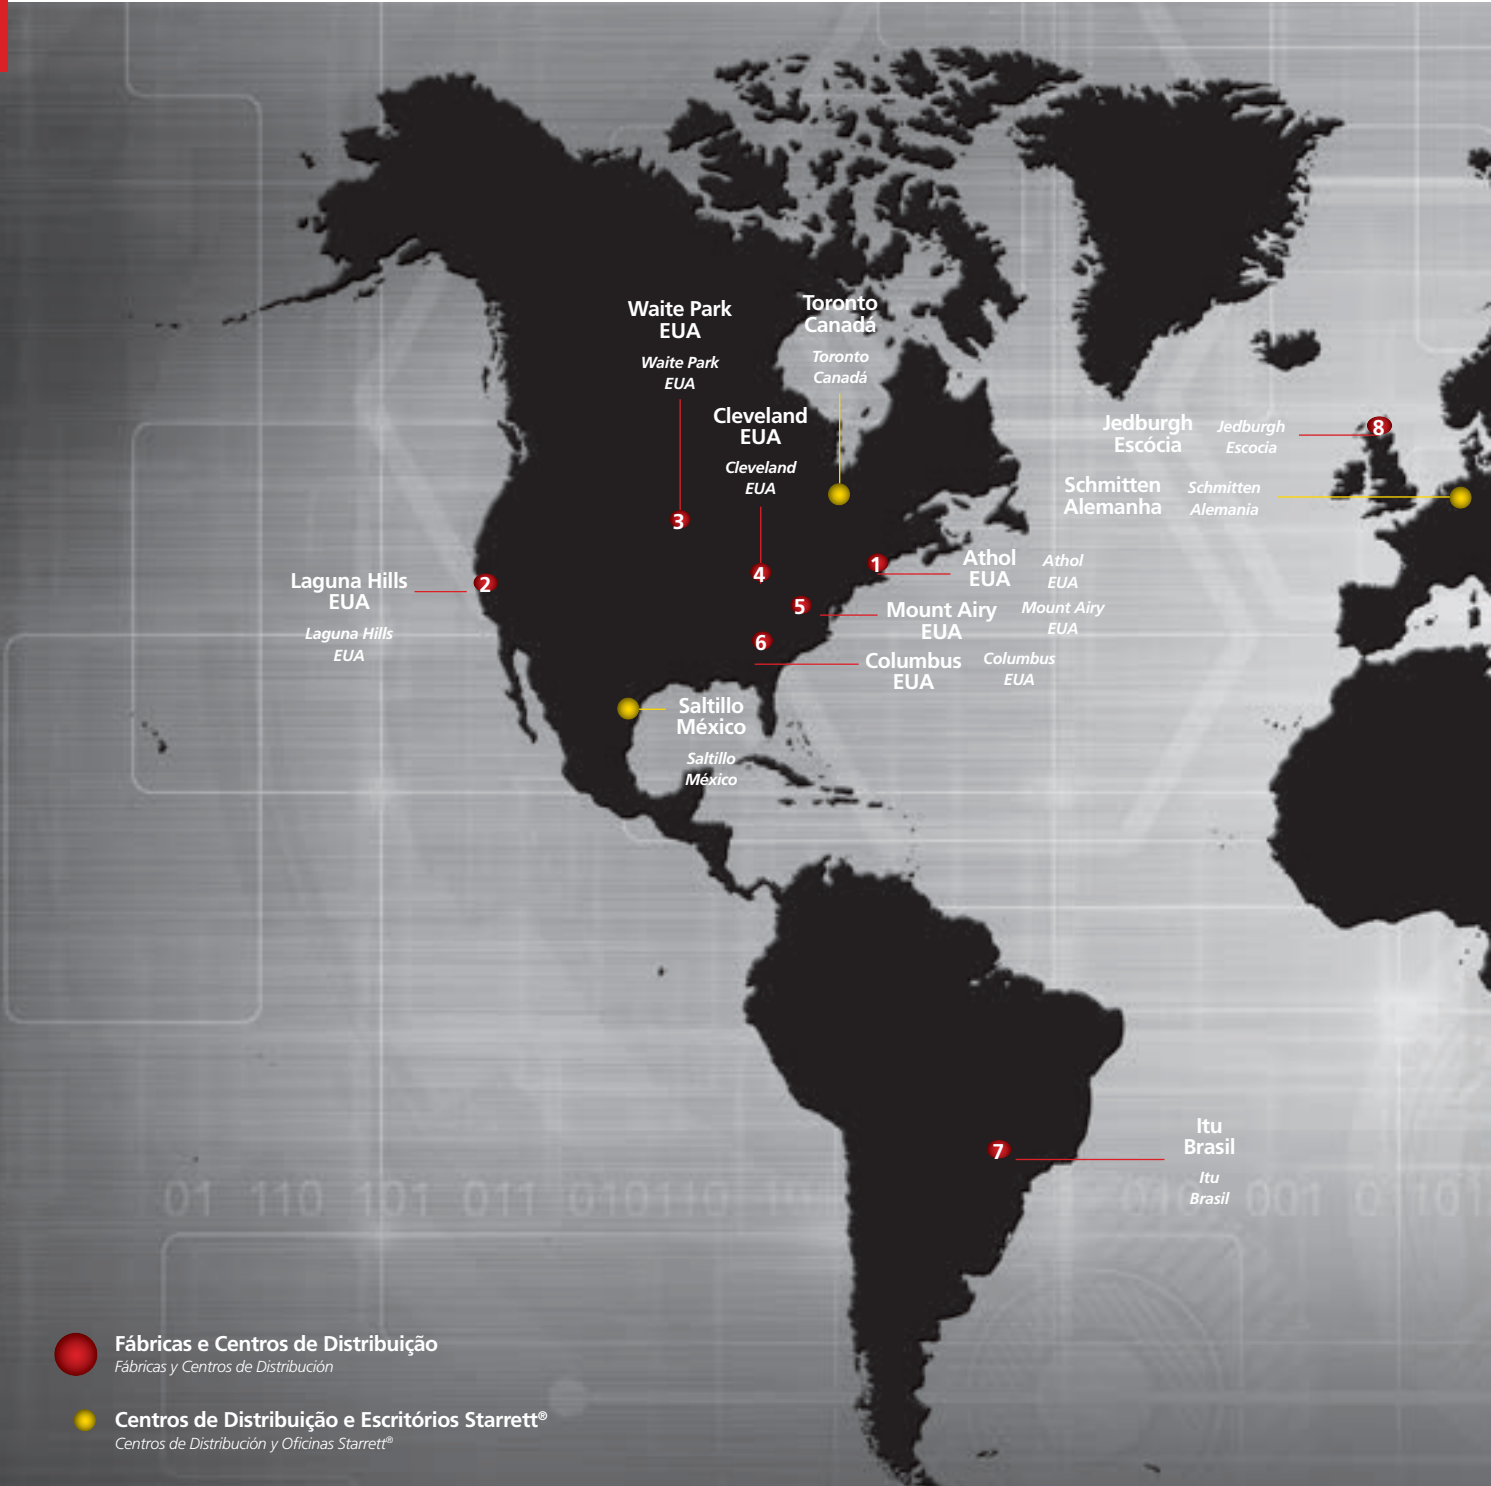 Waite Park
EUA
Waite Park
EUA
Toronto
Canadá
Toronto
Canadá
Cleveland
EUA
Cleveland
EUA
Jedburgh
Escócia
Jedburgh
Escocia
8
Schmitten
Alemanha
Schmitten
Alemania
3
1
Athol
EUA
Athol
EUA
4
2
Laguna Hills
EUA
Laguna Hills
EUA
5
Mount Airy
EUA
Mount Airy
EUA
6
Columbus
EUA
Columbus
EUA
Saltillo
México
Saltillo
México
7
Itu
Brasil
Itu
Brasil
01 110 101 011 010110
001
Fábricas e Centros de Distribuição
Fábricas y Centros de Distribución
Centros de Distribuição e Escritórios Starrett®
Centros de Distribución y Oficinas Starrett®